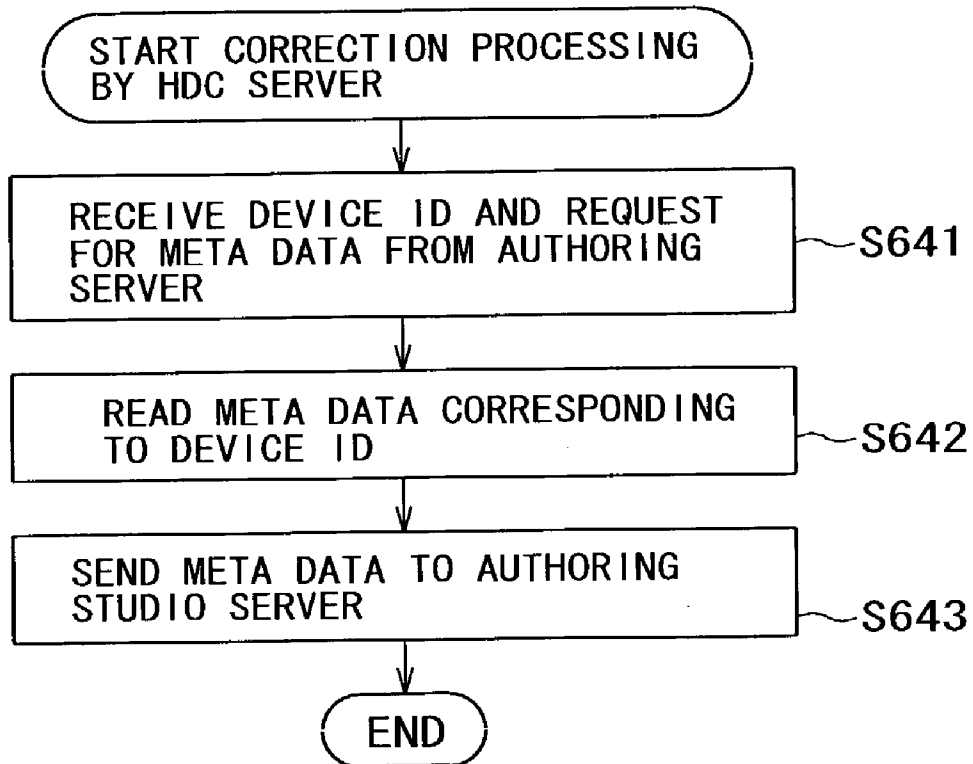 START CORRECTION PROCESSING
BY HDC SERVER
RECEIVE DEVICE ID AND REQUEST
FOR META DATA FROM AUTHORING
SERVER
S641
READ META DATA CORRESPONDING
TO DEVICE ID
S642
SEND META DATA TO AUTHORING
STUDIO SERVER
S643
END